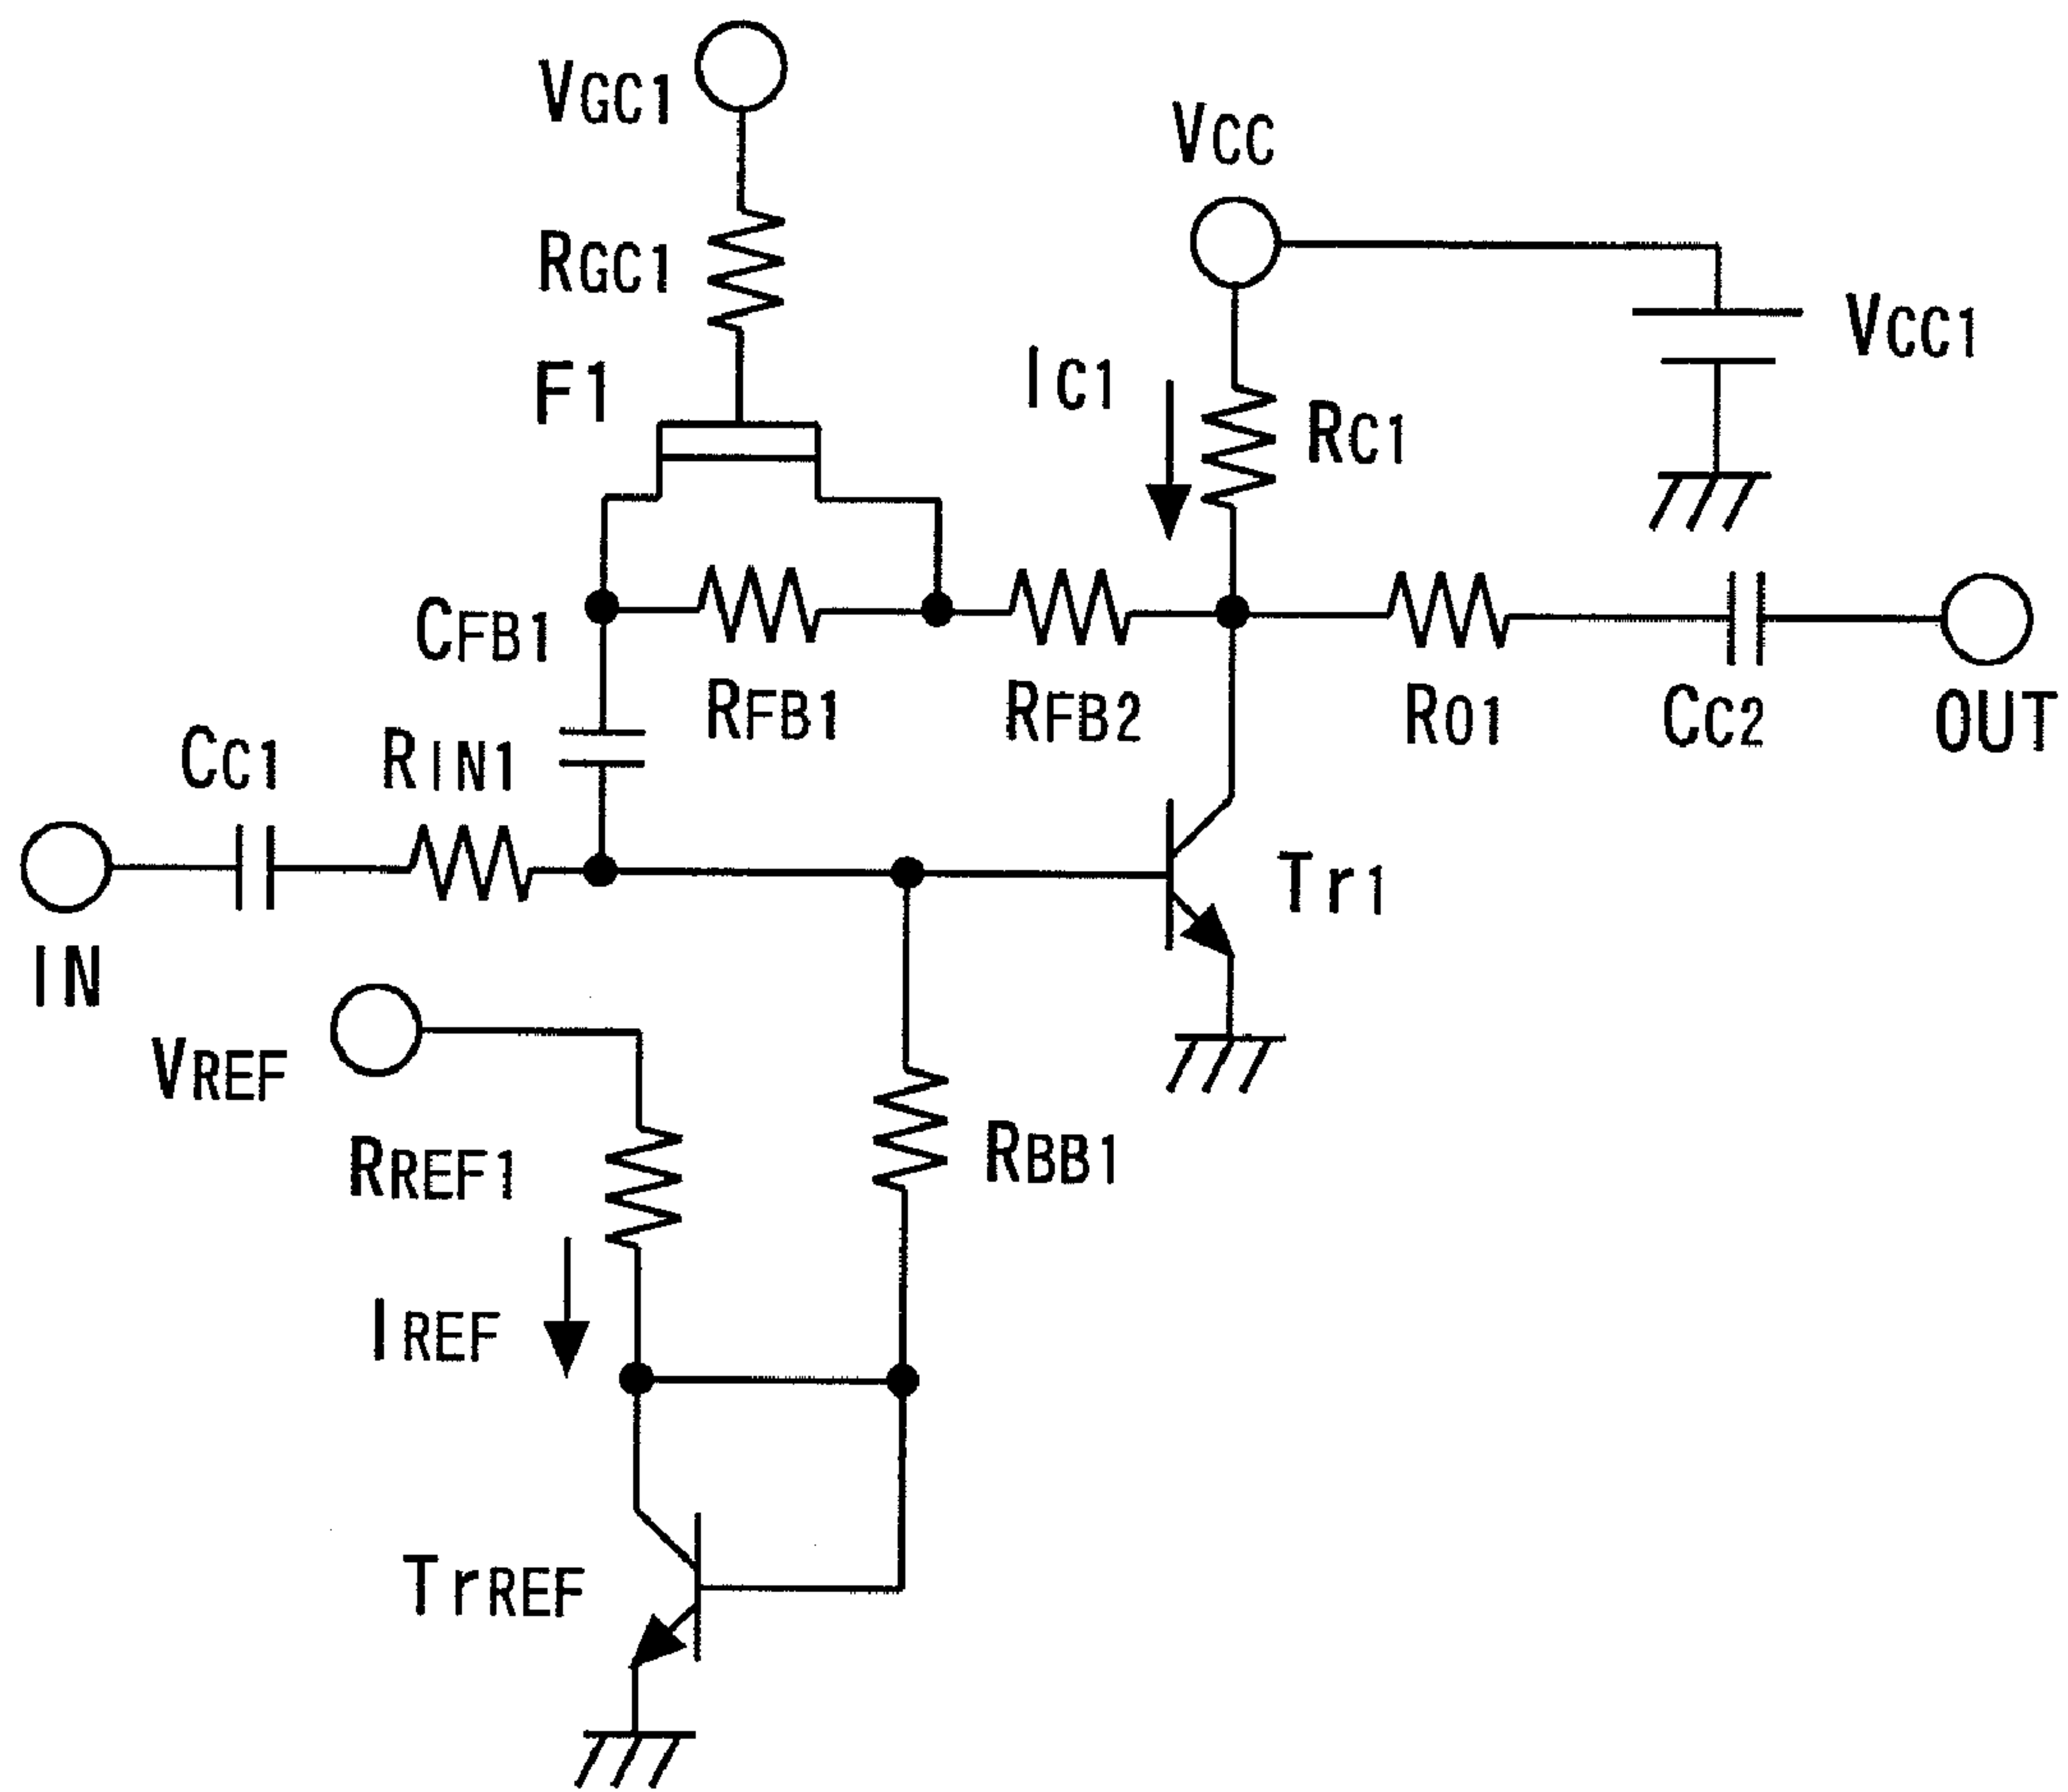 VGC1
VCC
RGC1
VCC1
F1
IC1
RC1
CFB1
RFB1
RFB2
RO1
CC2
OUT
CC1
RIN1
Tr1
IN
VREF
RREF1
RBB1
IREF
TrREF